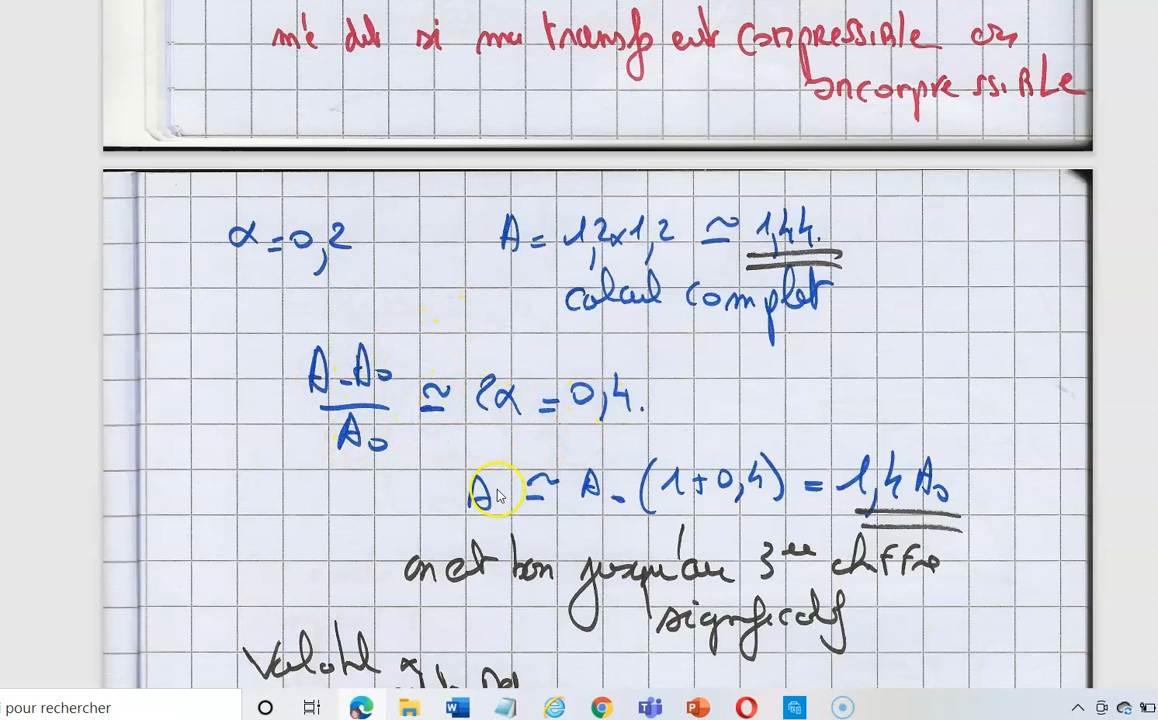 m'e dit si ma transfo est compressible ou
incompressible
α = 0,2 A = 1,2 x 1,2 ≃ 1,44.
calcul complet
A - A₀ / A₀ ≃ 2α = 0,4.
A ≃ A₀ (1 + 0,4) = 1,4 A₀
on est bon jusqu'au 3ème chiffre
significatif
Valable
pour rechercher